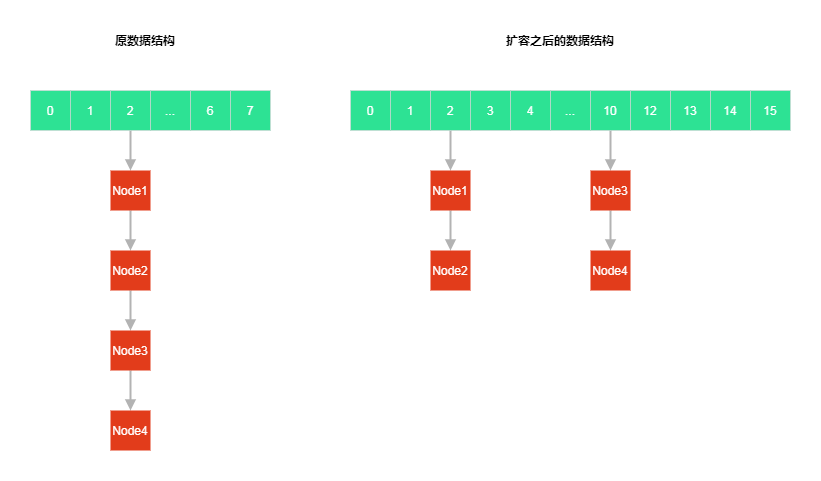 原数据结构 扩容之后的数据结构
0 1 2 ... 6 7 0 1 2 3 4 ... 10 12 13 14 15
Node1 Node1 Node3
Node2 Node2 Node4
Node3
Node4